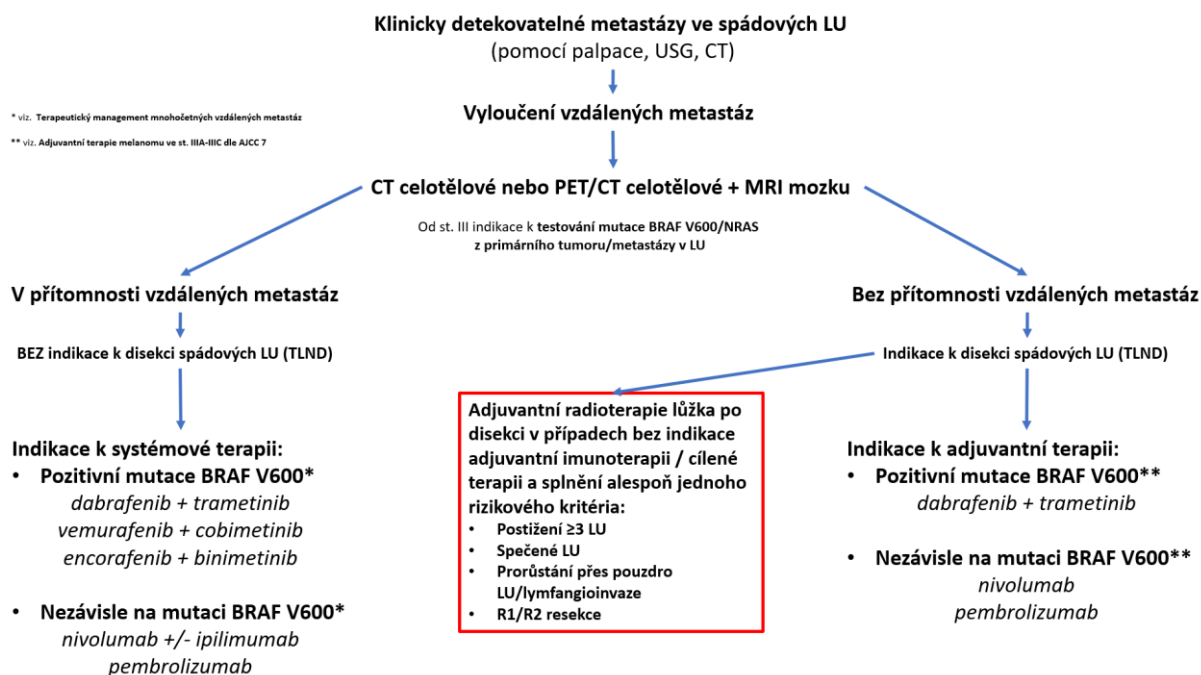 Klinicky detekovatelné metastázy ve spádových LU
(pomocí palpace, USG, CT)
* viz. Terapeutický management mnohočetných vzdálených metastáz
** viz. Adjuvantní terapie melanomu ve st. IIIA-IIIC dle AJCC 7
Vyloučení vzdálených metastáz
CT celotělové nebo PET/CT celotělové + MRI mozku
Od st. III indikace k testování mutace BRAF V600/NRAS
z primárního tumoru/metastázy v LU
V přítomnosti vzdálených metastáz
BEZ indikace k disekci spádových LU (TLND)
Indikace k systémové terapii:
• Pozitivní mutace BRAF V600*
dabrafenib + trametinib
vemurafenib + cobimetinib
encorafenib + binimetinib
• Nezávisle na mutaci BRAF V600*
nivolumab +/- ipilimumab
pembrolizumab
Adjuvantní radioterapie lůžka po
disekci v případech bez indikace
adjuvantní imunoterapii / cílené
terapii a splnění alespoň jednoho
rizikového kritéria:
• Postižení ≥3 LU
• Spečené LU
• Prorůstání přes pouzdro
LU/lymfangioinvaze
• R1/R2 resekce
Bez přítomnosti vzdálených metastáz
Indikace k disekci spádových LU (TLND)
Indikace k adjuvantní terapii:
• Pozitivní mutace BRAF V600**
dabrafenib + trametinib
• Nezávisle na mutaci BRAF V600**
nivolumab
pembrolizumab